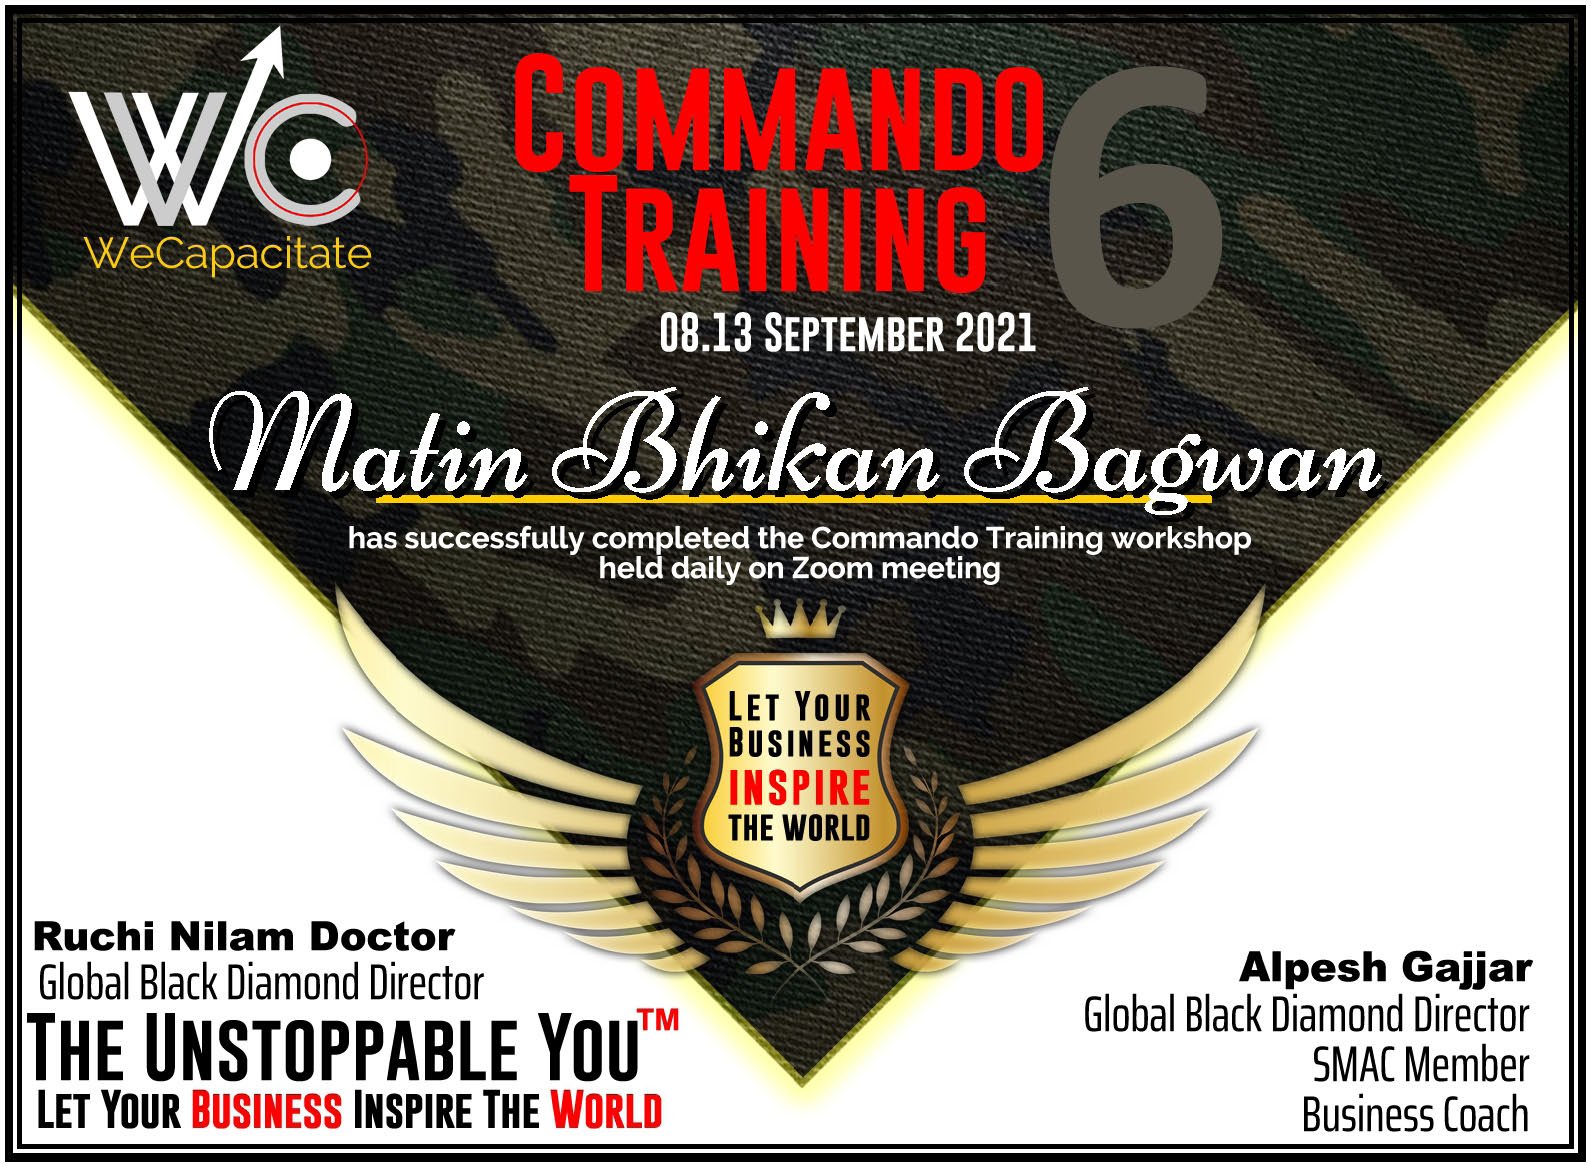 WC
WeCapacitate
COMMANDO
TRAINING
6
08.13 SEPTEMBER 2021
Matin Bhikan Bagwan
has successfully completed the Commando Training workshop
held daily on Zoom meeting
LET YOUR
BUSINESS
INSPIRE
THE WORLD
Ruchi Nilam Doctor
Global Black Diamond Director
THE UNSTOPPABLE YOU™
LET YOUR BUSINESS INSPIRE THE WORLD
Alpesh Gajjar
Global Black Diamond Director
SMAC Member
Business Coach